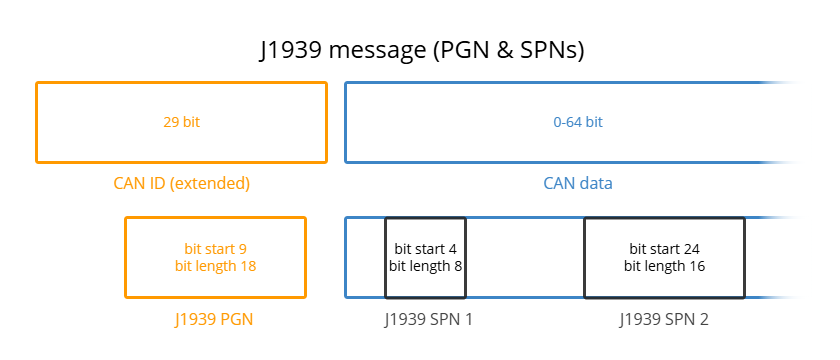 J1939 message (PGN & SPNs)
29 bit
0-64 bit
CAN ID (extended)
CAN data
bit start 9
bit length 18
bit start 4
bit length 8
bit start 24
bit length 16
J1939 PGN
J1939 SPN 1
J1939 SPN 2